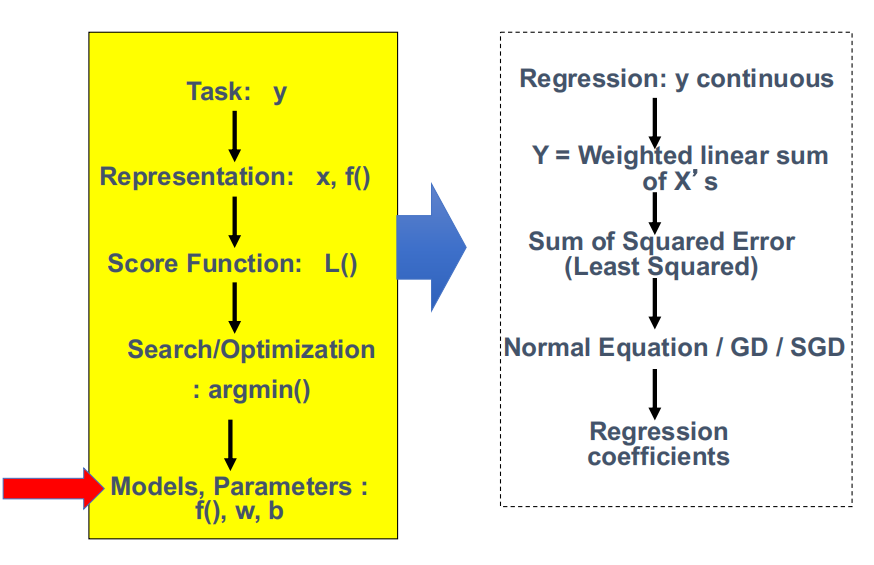 Task: y
Representation: x, f()
Score Function: L()
Search/Optimization
: argmin()
Models, Parameters :
f(), w, b
Regression: y continuous
Y = Weighted linear sum
of X’s
Sum of Squared Error
(Least Squared)
Normal Equation / GD / SGD
Regression
coefficients